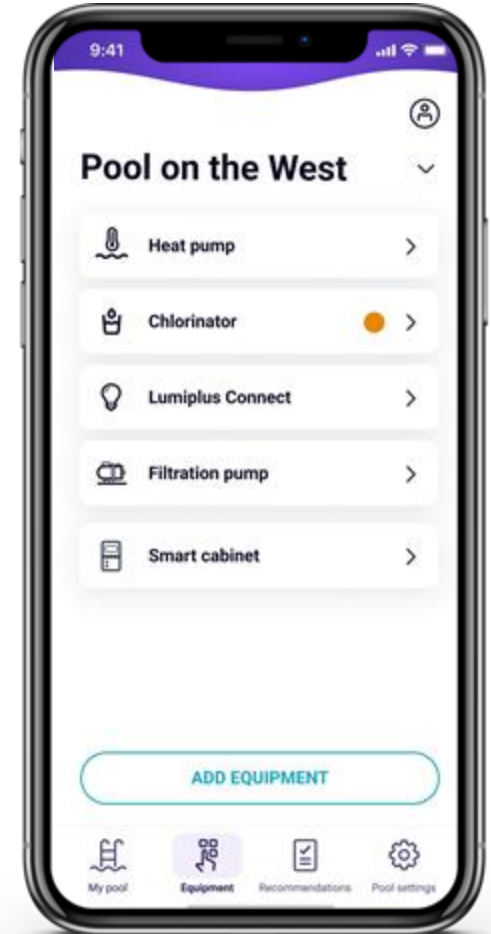 9:41
Pool on the West
Heat pump
Chlorinator
Lumiplus Connect
Filtration pump
Smart cabinet
ADD EQUIPMENT
My pool Equipment Recommendations Pool settings